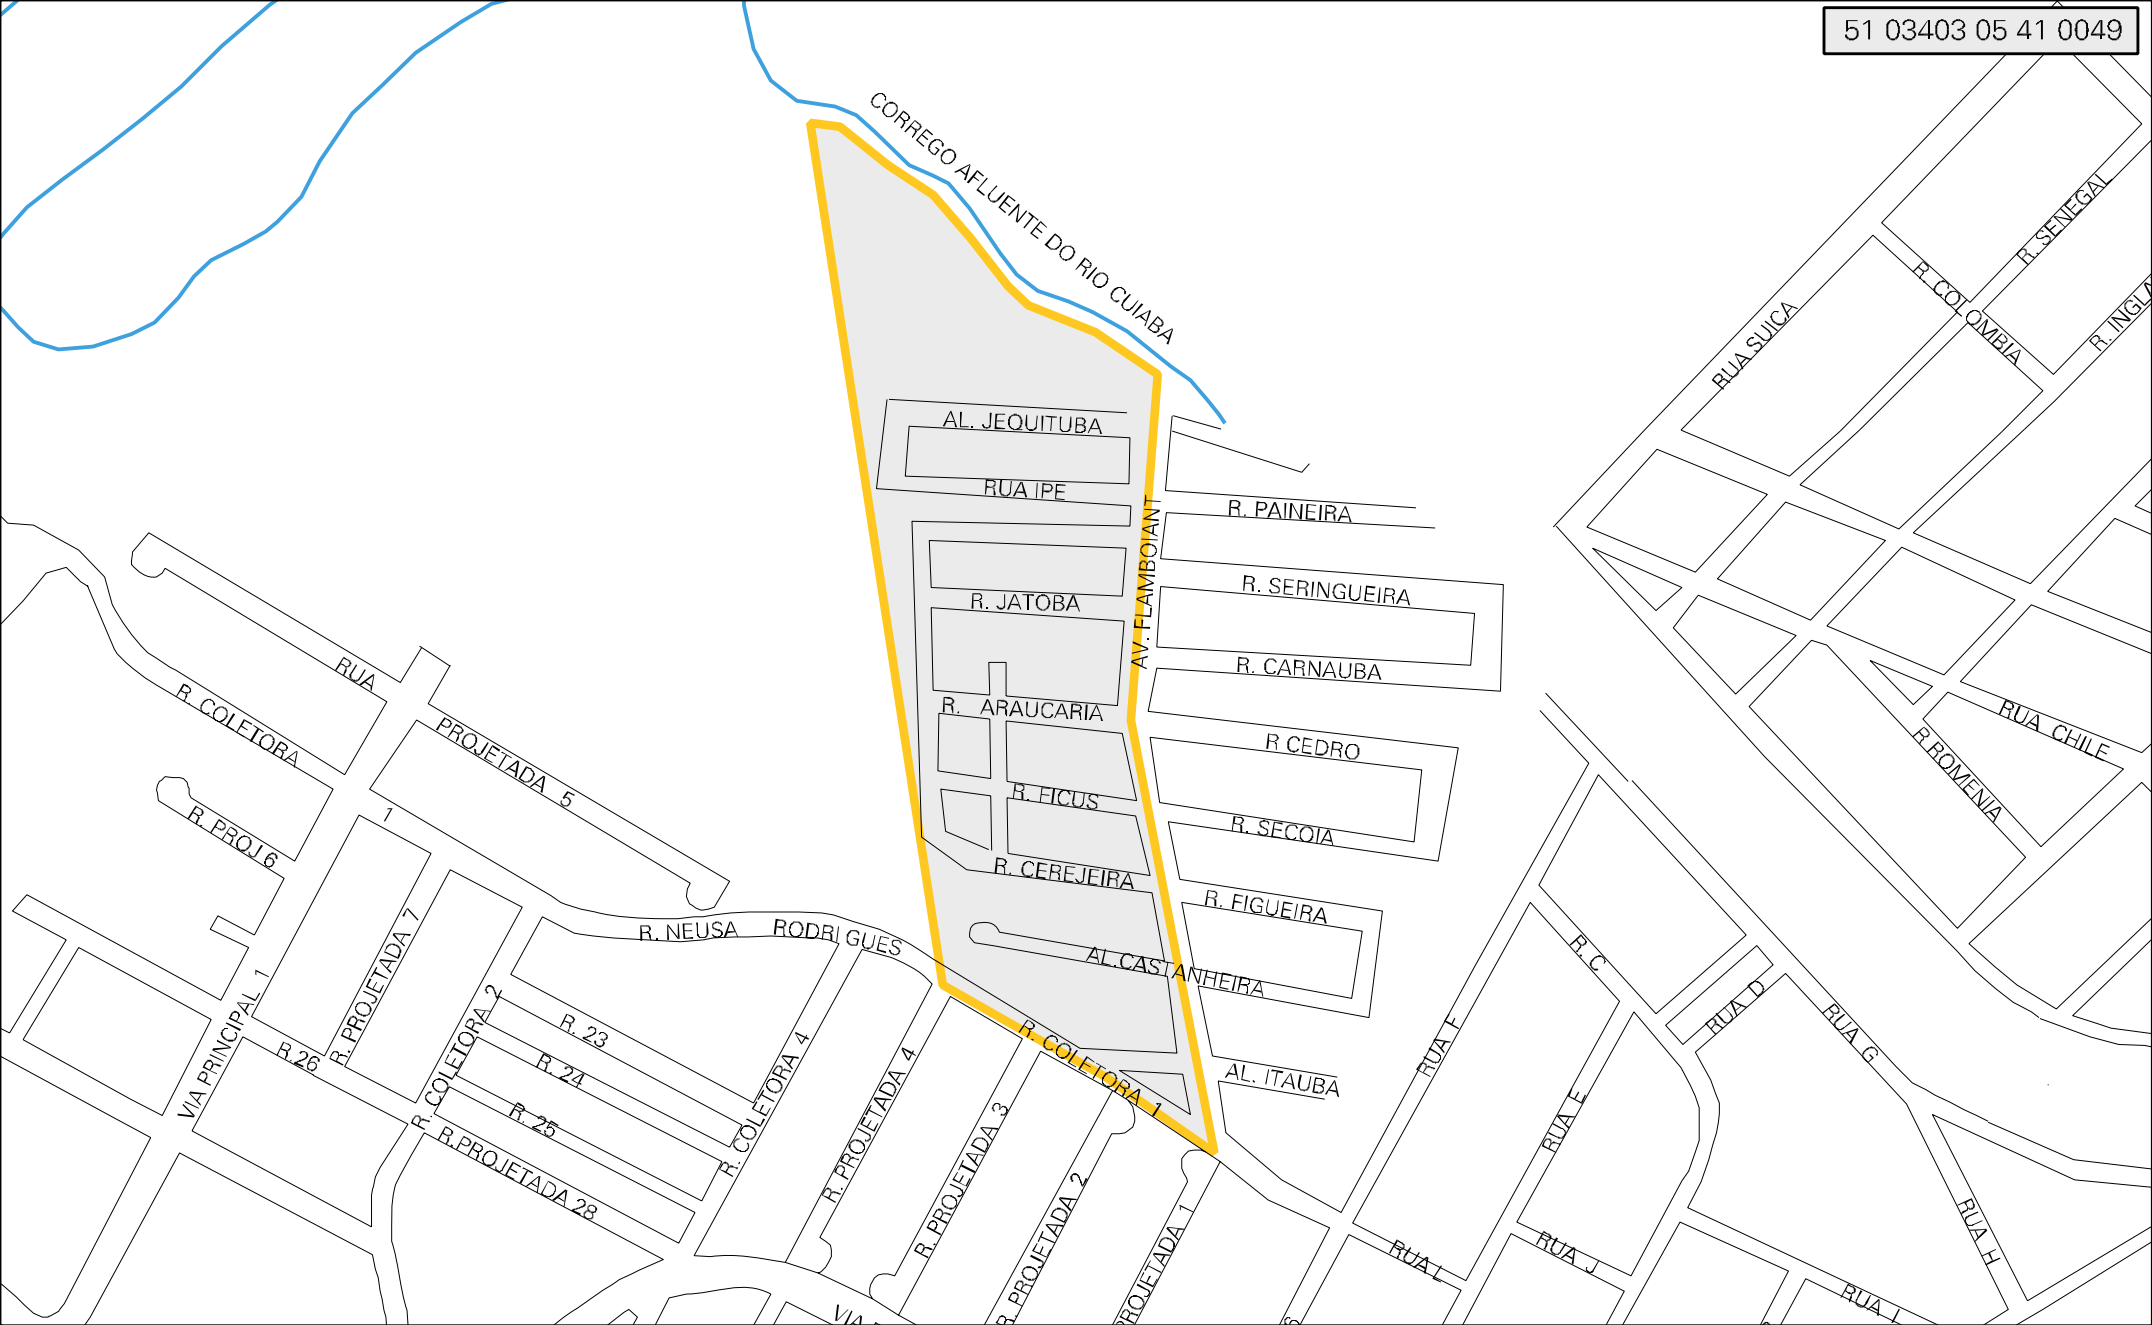 51 03403 05 41 0049
CORREGO AFLUENTE DO RIO CUIABA
R. SENEGAL
R. COLOMBIA
RUA SUICA
AL. JEQUITUBA
RUA IPE
R. PAINEIRA
AV. FLAMBOIANT
R. SERINGUEIRA
R. JATOBA
R. CARNAUBA
RUA
R. COLETORA
1
PROJETADA 5
R. ARAUCARIA
R CEDRO
RUA CHILE
R ROMENIA
R. PROJ 6
R. FICUS
R. SECOIA
R. CEREJEIRA
R. FIGUEIRA
R. NEUSA RODRIGUES
R. PROJETADA 7
AL.CASTANHEIRA
R. C
RUA D
RUA G
VIA PRINCIPAL 1
R. COLETORA 2
R. 23
R.26
R. 24
R. 25
R. COLETORA 4
R. PROJETADA 4
R. COLETORA 1
AL. ITAUBA
RUA F
RUA E
R. PROJETADA 3
R.PROJETADA 28
R. PROJETADA 2
PROJETADA 1
RUA L
RUA J
RUA H
RUA I
VIA